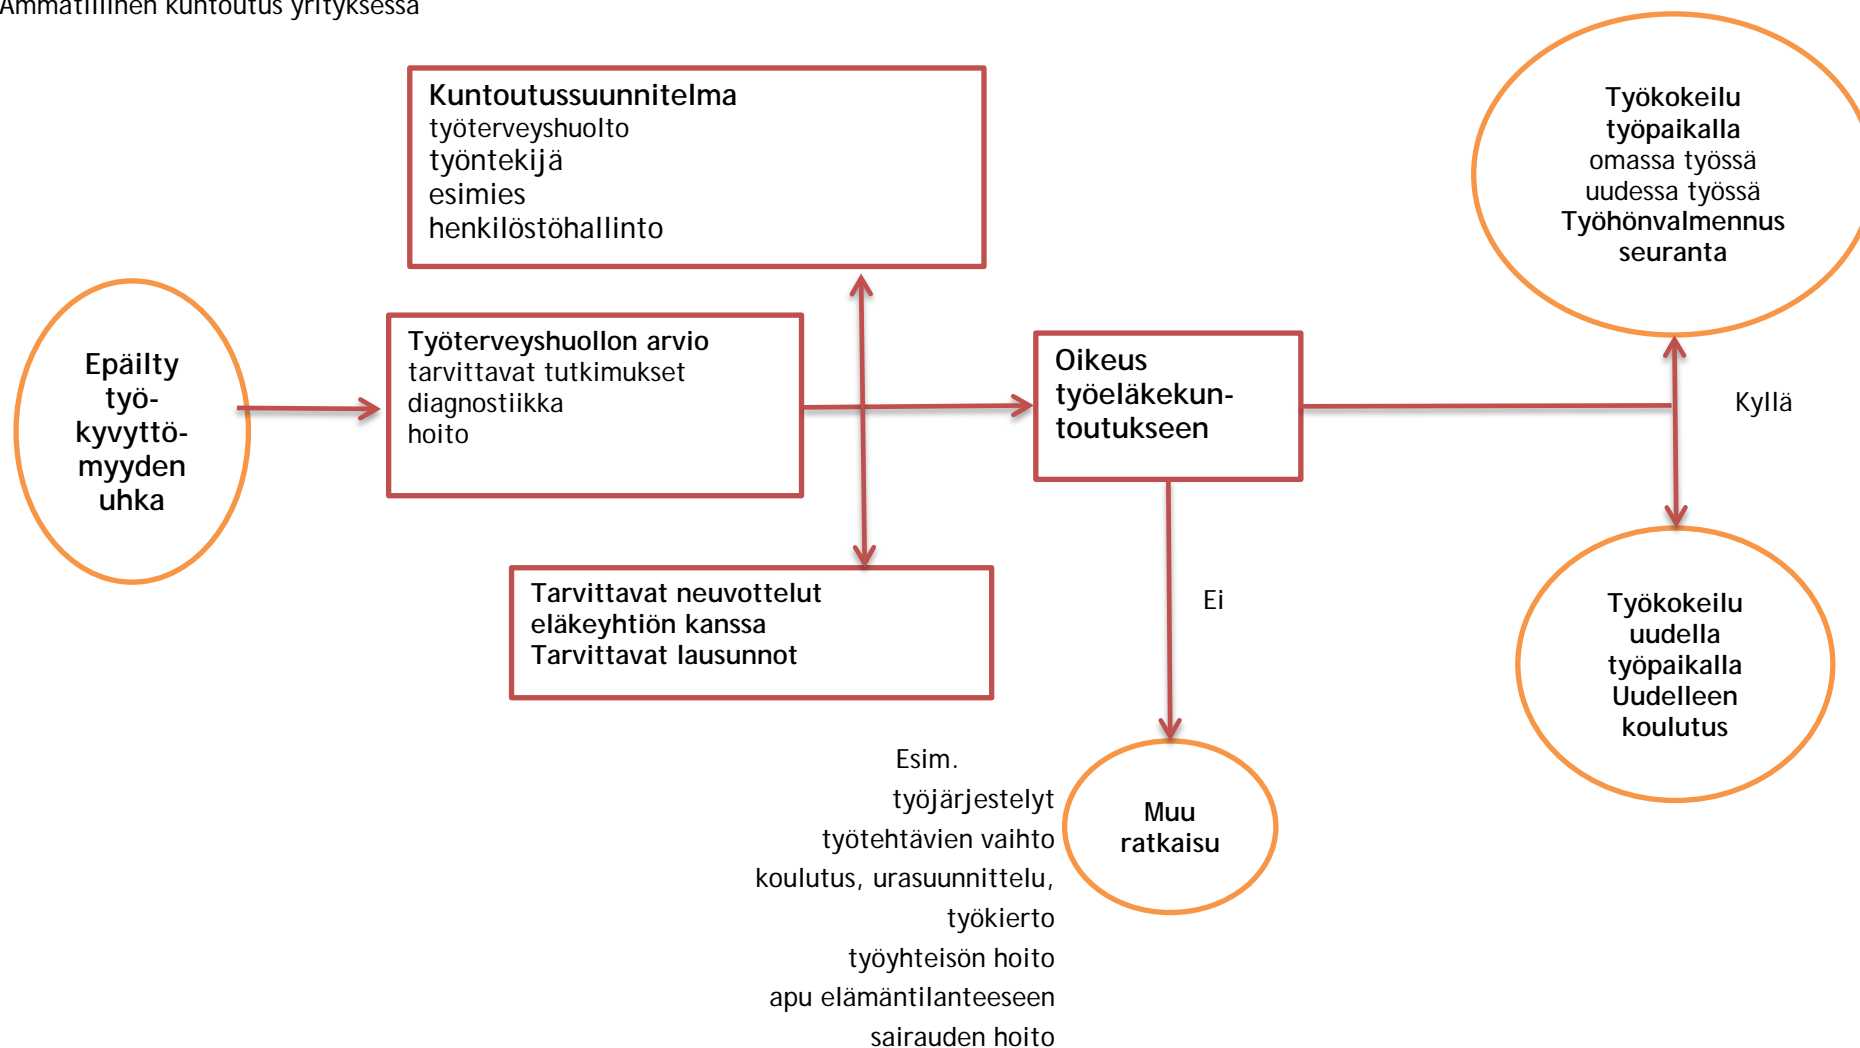 Ammatillinen kuntoutus yrityksessä
Kuntoutussuunnitelma
työterveyshuolto
työntekijä
esimies
henkilöstöhallinto
Työkokeilu
työpaikalla
omassa työssä
uudessa työssä
Työhönvalmennus
seuranta
Epäilty
työ-
kyvyttö-
myyden
uhka
Työterveyshuollon arvio
tarvittavat tutkimukset
diagnostiikka
hoito
Oikeus
työeläkekun-
toutukseen
Kyllä
Tarvittavat neuvottelut
eläkeyhtiön kanssa
Tarvittavat lausunnot
Ei
Työkokeilu
uudella
työpaikalla
Uudelleen
koulutus
Esim.
työjärjestelyt
työtehtävien vaihto
koulutus, urasuunnittelu,
työkierto
työyhteisön hoito
apu elämäntilanteeseen
sairauden hoito
Muu
ratkaisu